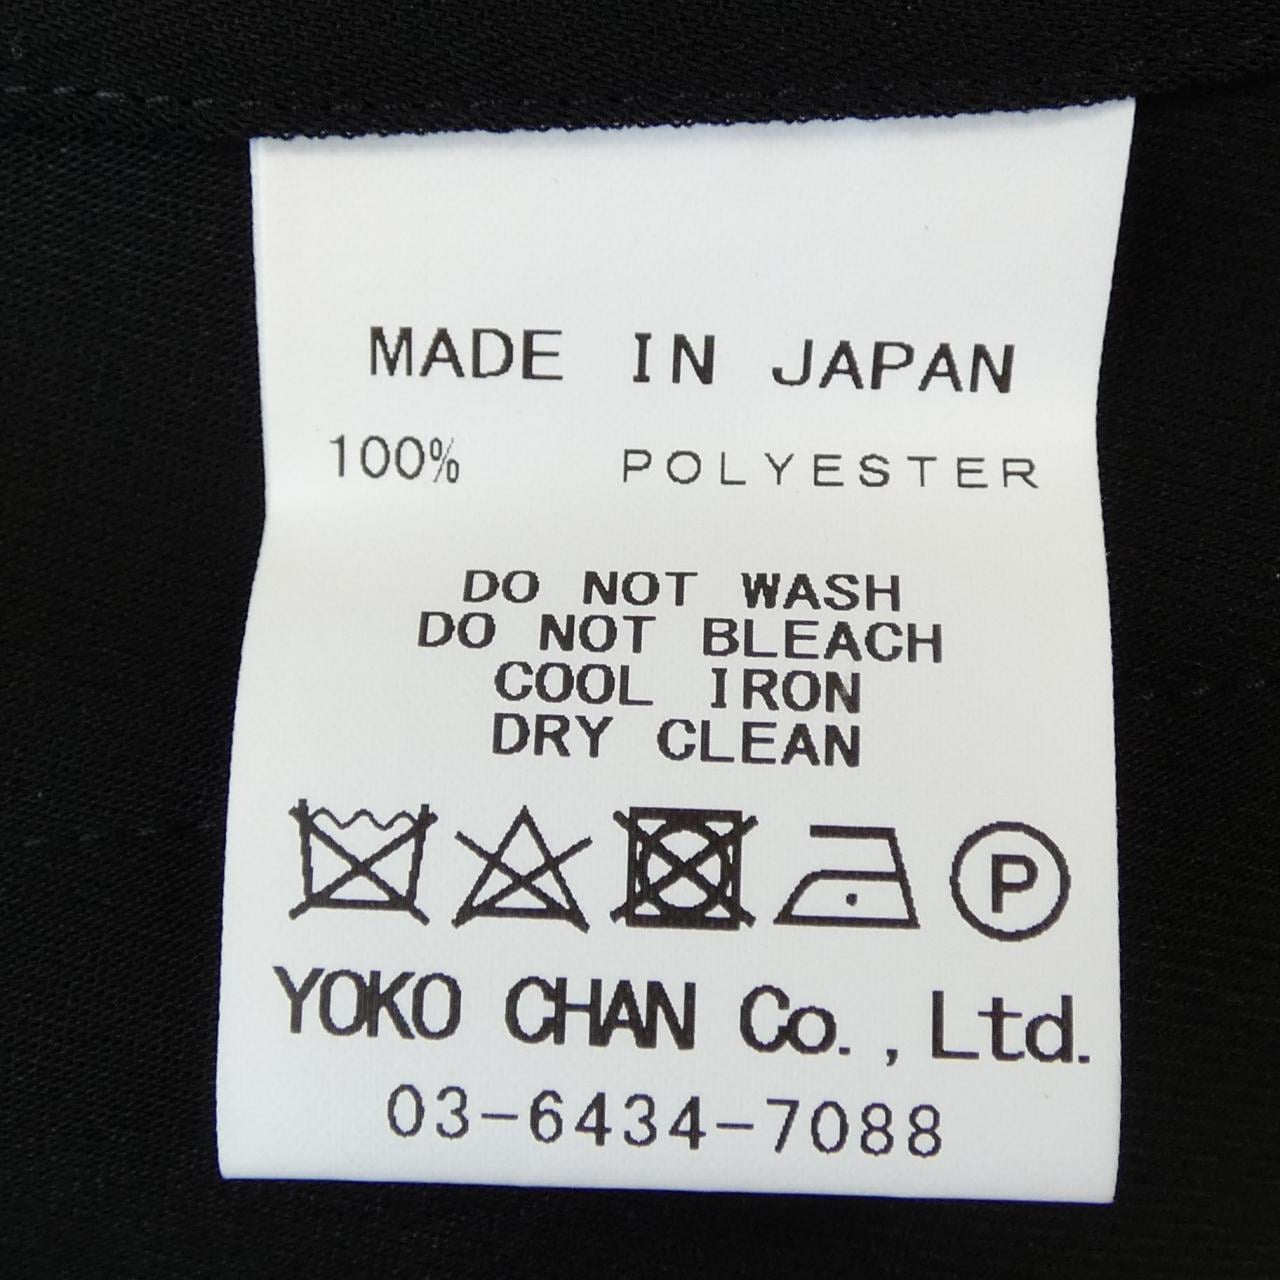 MADE IN JAPAN
100% POLYESTER
DO NOT WASH
DO NOT BLEACH
COOL IRON
DRY CLEAN
P
YOKO CHAN Co., Ltd.
03-6434-7088